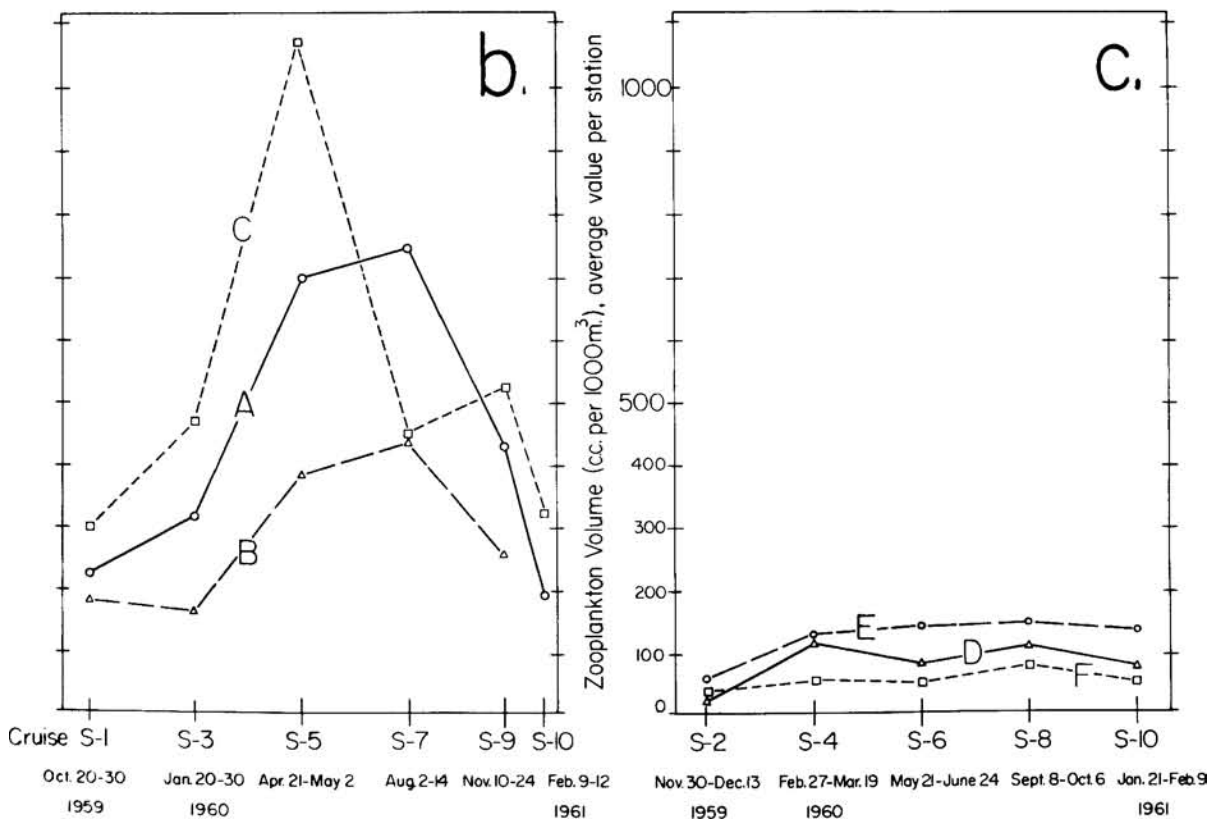 b.
C
A
B
Zooplankton Volume (cc. per 1000m.³), average value per station
Cruise S-1 S-3 S-5 S-7 S-9 S-10
Oct. 20-30 Jan. 20-30 Apr. 21-May 2 Aug. 2-14 Nov. 10-24 Feb. 9-12
1959 1960 1961
c.
1000
500
400
300
200
100
0
E
D
F
S-2 S-4 S-6 S-8 S-10
Nov. 30-Dec. 13 Feb. 27-Mar. 19 May 21-June 24 Sept. 8-Oct. 6 Jan. 21-Feb. 9
1959 1960 1961